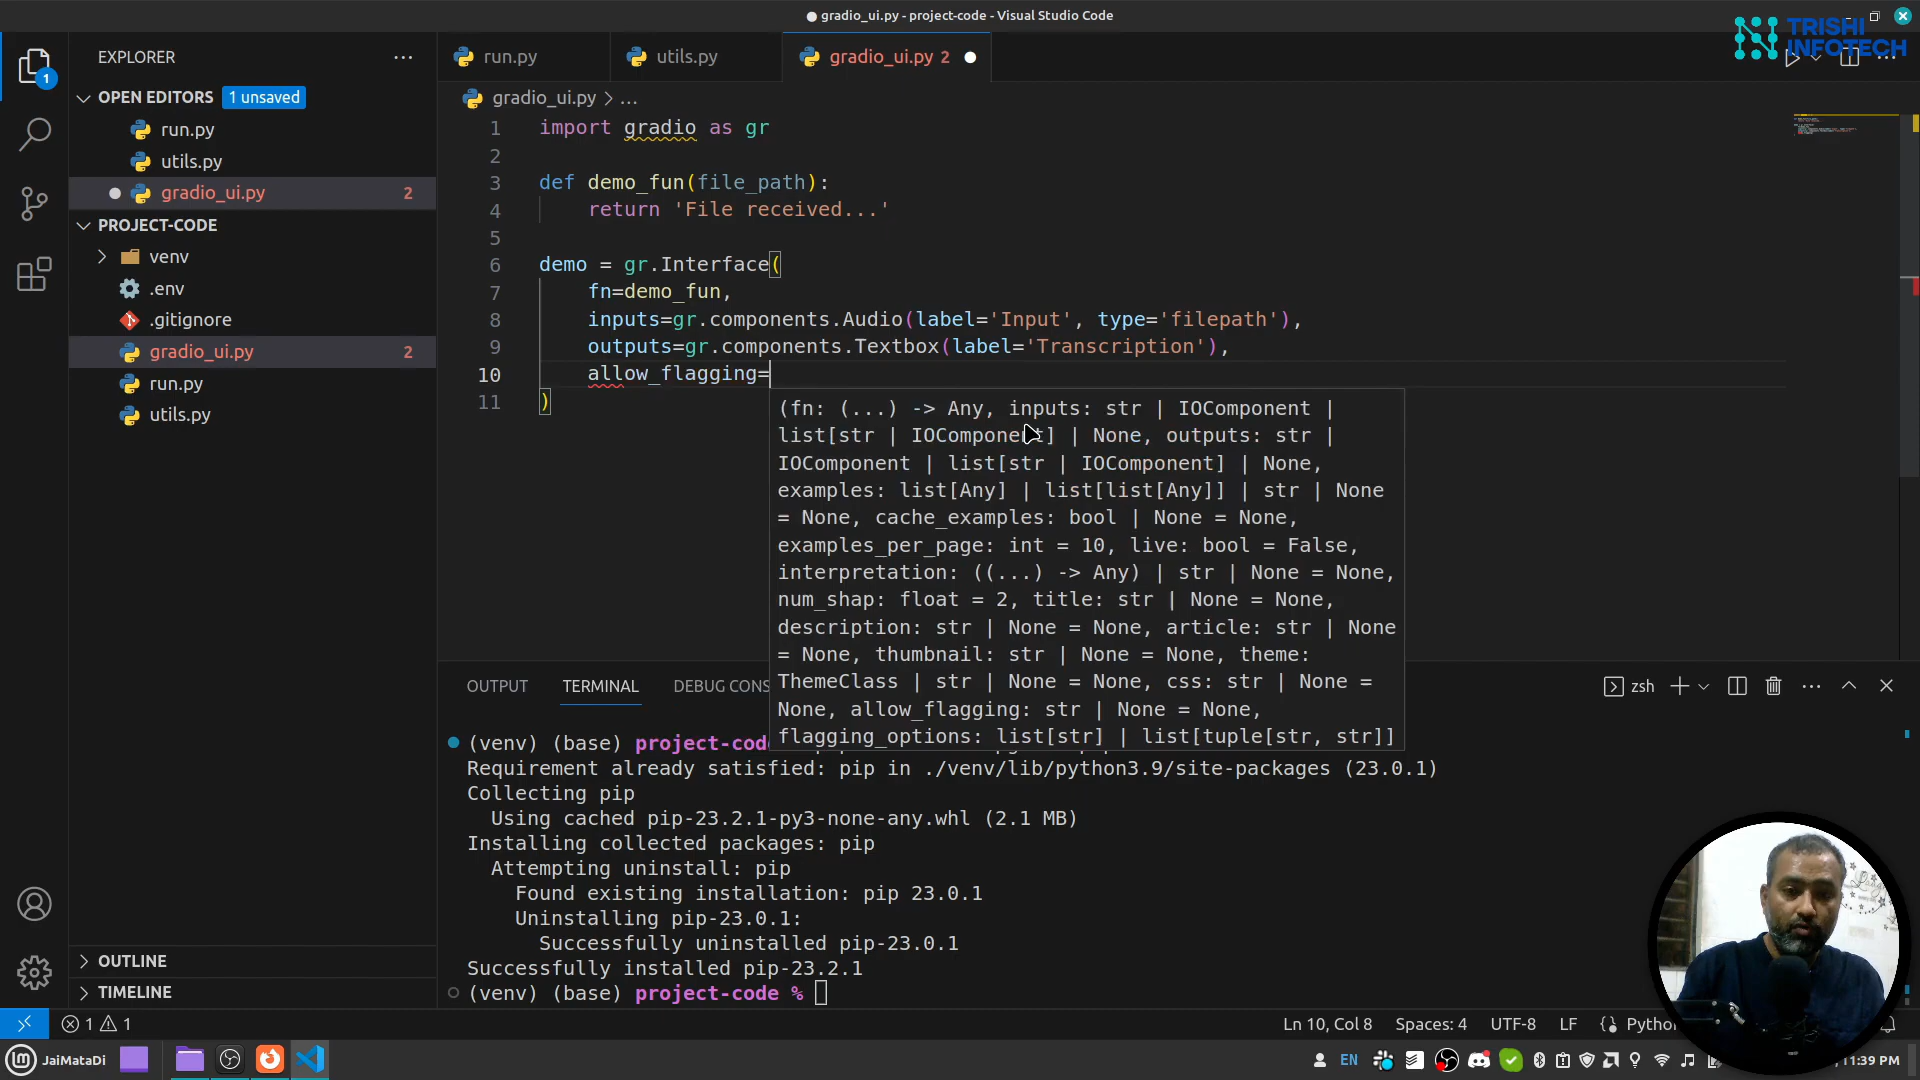 gradio_ui.py - project-code - Visual Studio Code
TRISHI
INFOTECH
EXPLORER
OPEN EDITORS 1 unsaved
run.py
utils.py
gradio_ui.py 2
PROJECT-CODE
venv
.env
.gitignore
gradio_ui.py 2
run.py
utils.py
OUTLINE
TIMELINE
run.py utils.py gradio_ui.py 2
gradio_ui.py > ...
1 import gradio as gr
2
3 def demo_fun(file_path):
4 return 'File received...'
5
6 demo = gr.Interface(
7 fn=demo_fun,
8 inputs=gr.components.Audio(label='Input', type='filepath'),
9 outputs=gr.components.Textbox(label='Transcription'),
10 allow_flagging=
11 )
(fn: (...) -> Any, inputs: str | IOComponent |
list[str | IOComponent] | None, outputs: str |
IOComponent | list[str | IOComponent] | None,
examples: list[Any] | list[list[Any]] | str | None
= None, cache_examples: bool | None = None,
examples_per_page: int = 10, live: bool = False,
interpretation: ((...) -> Any) | str | None = None,
num_shap: float = 2, title: str | None = None,
description: str | None = None, article: str | None
= None, thumbnail: str | None = None, theme:
ThemeClass | str | None = None, css: str | None =
None, allow_flagging: str | None = None,
flagging_options: list[str] | list[tuple[str, str]]
OUTPUT TERMINAL DEBUG CONS
zsh
(venv) (base) project-cod
Requirement already satisfied: pip in ./venv/lib/python3.9/site-packages (23.0.1)
Collecting pip
Using cached pip-23.2.1-py3-none-any.whl (2.1 MB)
Installing collected packages: pip
Attempting uninstall: pip
Found existing installation: pip 23.0.1
Uninstalling pip-23.0.1:
Successfully uninstalled pip-23.0.1
Successfully installed pip-23.2.1
(venv) (base) project-code %
1 1
Ln 10, Col 8 Spaces: 4 UTF-8 LF Python
JaiMataDi
EN
11:39 PM